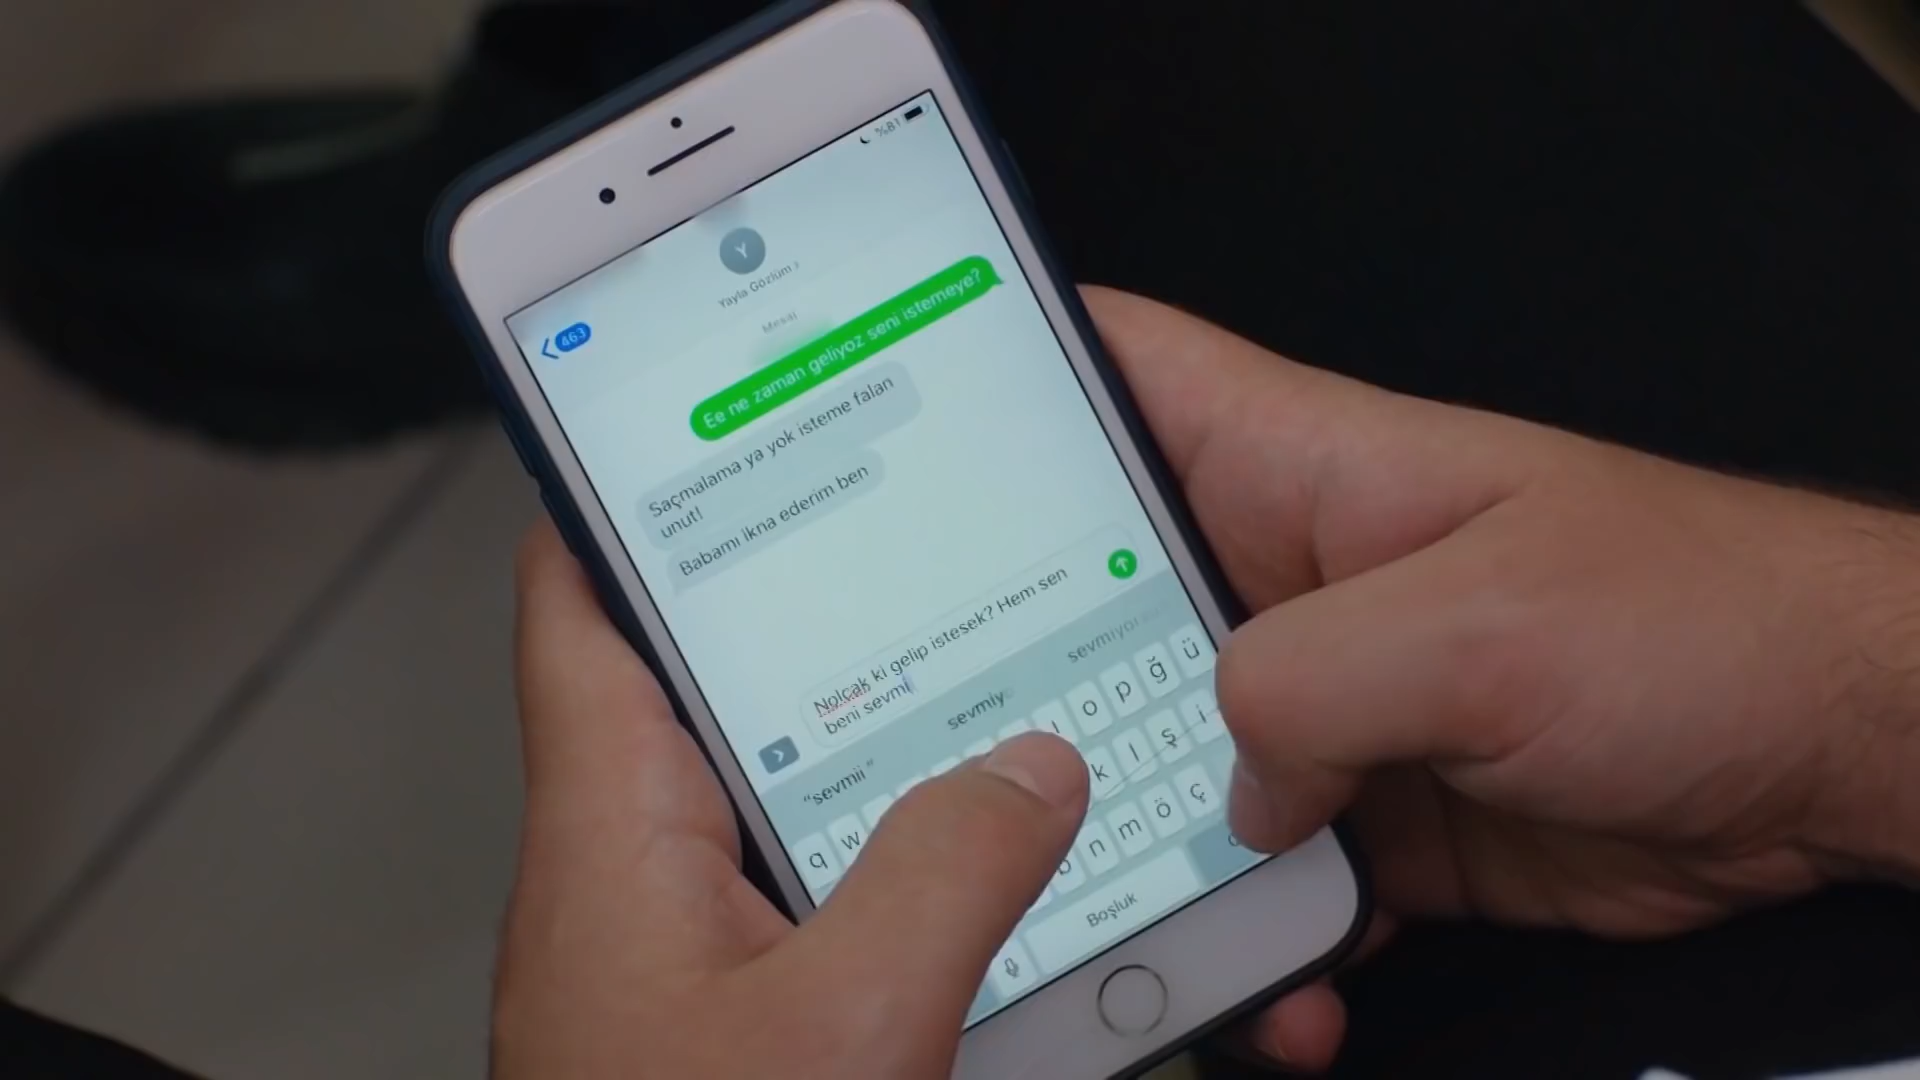 %81
Y
Yayla Gözlüm
463
Mesaj
Ee ne zaman geliyoz seni istemeye?
Saçmalama ya yok isteme falan
unut!
Babamı ikna ederim ben
Nolcak ki gelip istesek? Hem sen
beni sevmi
"sevmii" sevmiy sevmiyor
q w ı o p ğ ü
k l ş i
b n m ö ç
Boşluk